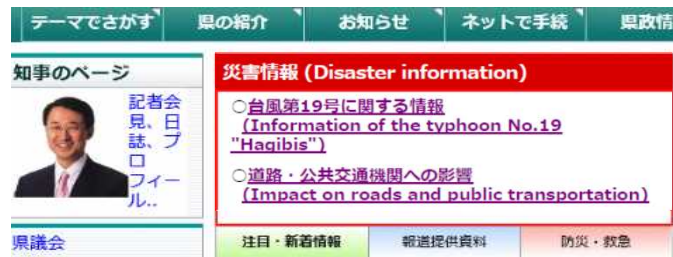 テーマでさがす 県の紹介 お知らせ ネットで手続 県政情
知事のページ
記者会
見、日
誌、プ
ロ
フィー
ル..
県議会
災害情報 (Disaster information)
○台風第19号に関する情報
(Information of the typhoon No.19
"Hagibis")
○道路・公共交通機関への影響
(Impact on roads and public transportation)
注目・新着情報 報道提供資料 防災・救急